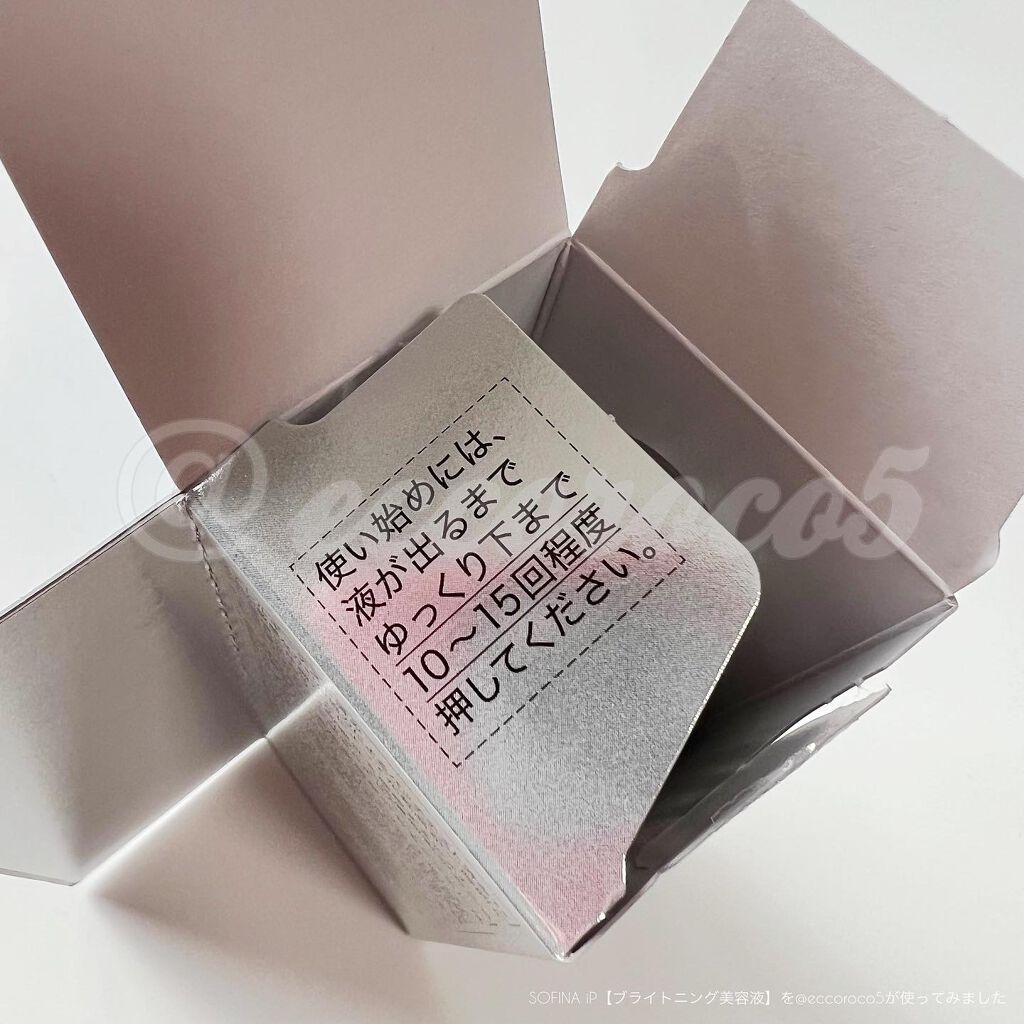 使い始めには、
液が出るまで
ゆっくり下まで
10〜15回程度
押してください。
@eccoroco5
SOFINA iP【ブライトニング美容液】を@eccoroco5が使ってみました